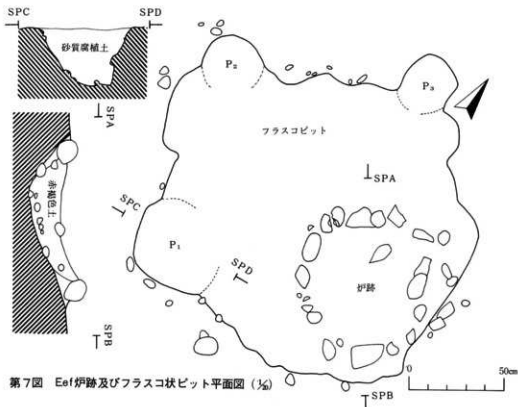 SPC
SPD
砂質腐植土
SPA
赤褐色土
SPB
P₂
P₃
フラスコピット
SPA
SPC
P₁
SPD
炉跡
0
50cm
SPB
第7図 Eef炉跡及びフラスコ状ピット平面図